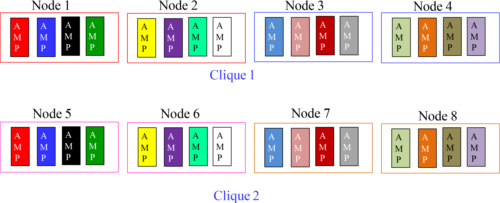 Node 1 Node 2 Node 3 Node 4
A A A A A A A A A A A A A A A A
M M M M M M M M M M M M M M M M
P P P P P P P P P P P P P P P P
Clique 1
Node 5 Node 6 Node 7 Node 8
A A A A A A A A A A A A A A A A
M M M M M M M M M M M M M M M M
P P P P P P P P P P P P P P P P
Clique 2